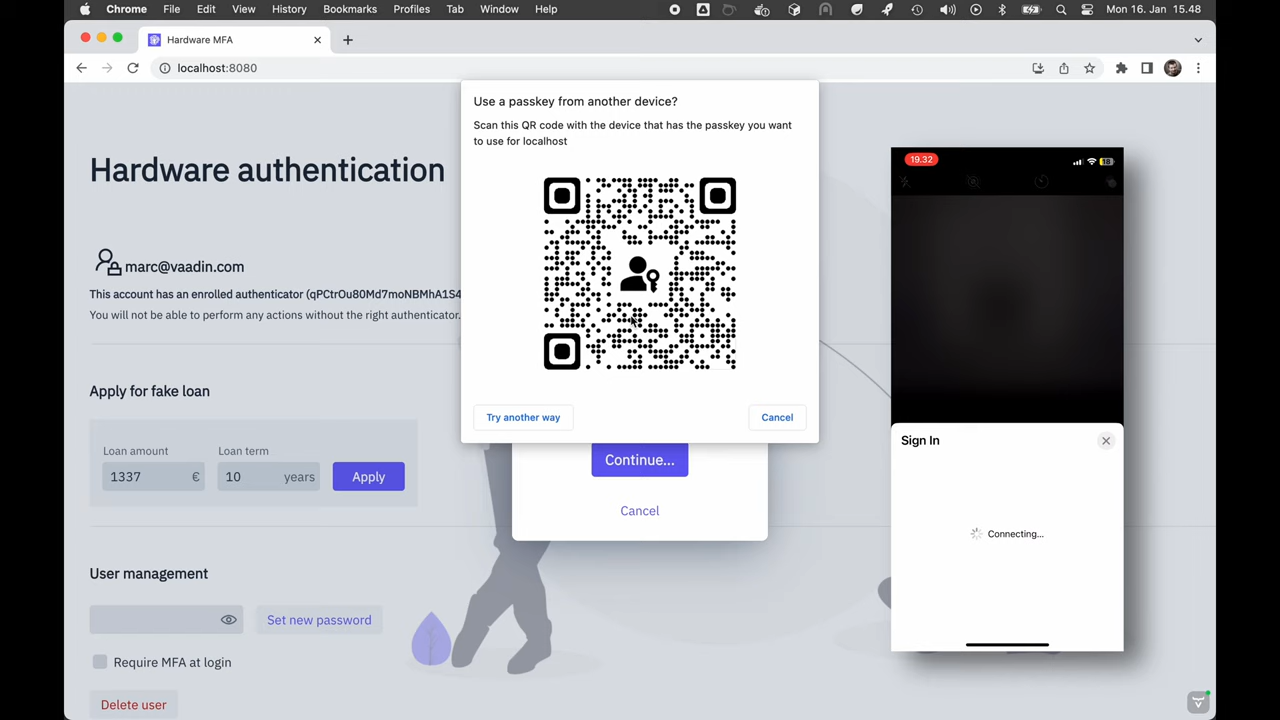 Chrome File Edit View History Bookmarks Profiles Tab Window Help Mon 16. Jan 15.48
Hardware MFA
localhost:8080
Use a passkey from another device?
Scan this QR code with the device that has the passkey you want
to use for localhost
Try another way
Cancel
Hardware authentication
marc@vaadin.com
This account has an enrolled authenticator (qPCtrOu80Md7moNBMhA1S4
You will not be able to perform any actions without the right authenticator.
Apply for fake loan
Loan amount Loan term
1337 € 10 years Apply
Continue...
Cancel
User management
Set new password
Require MFA at login
Delete user
19.32
Sign In
Connecting...